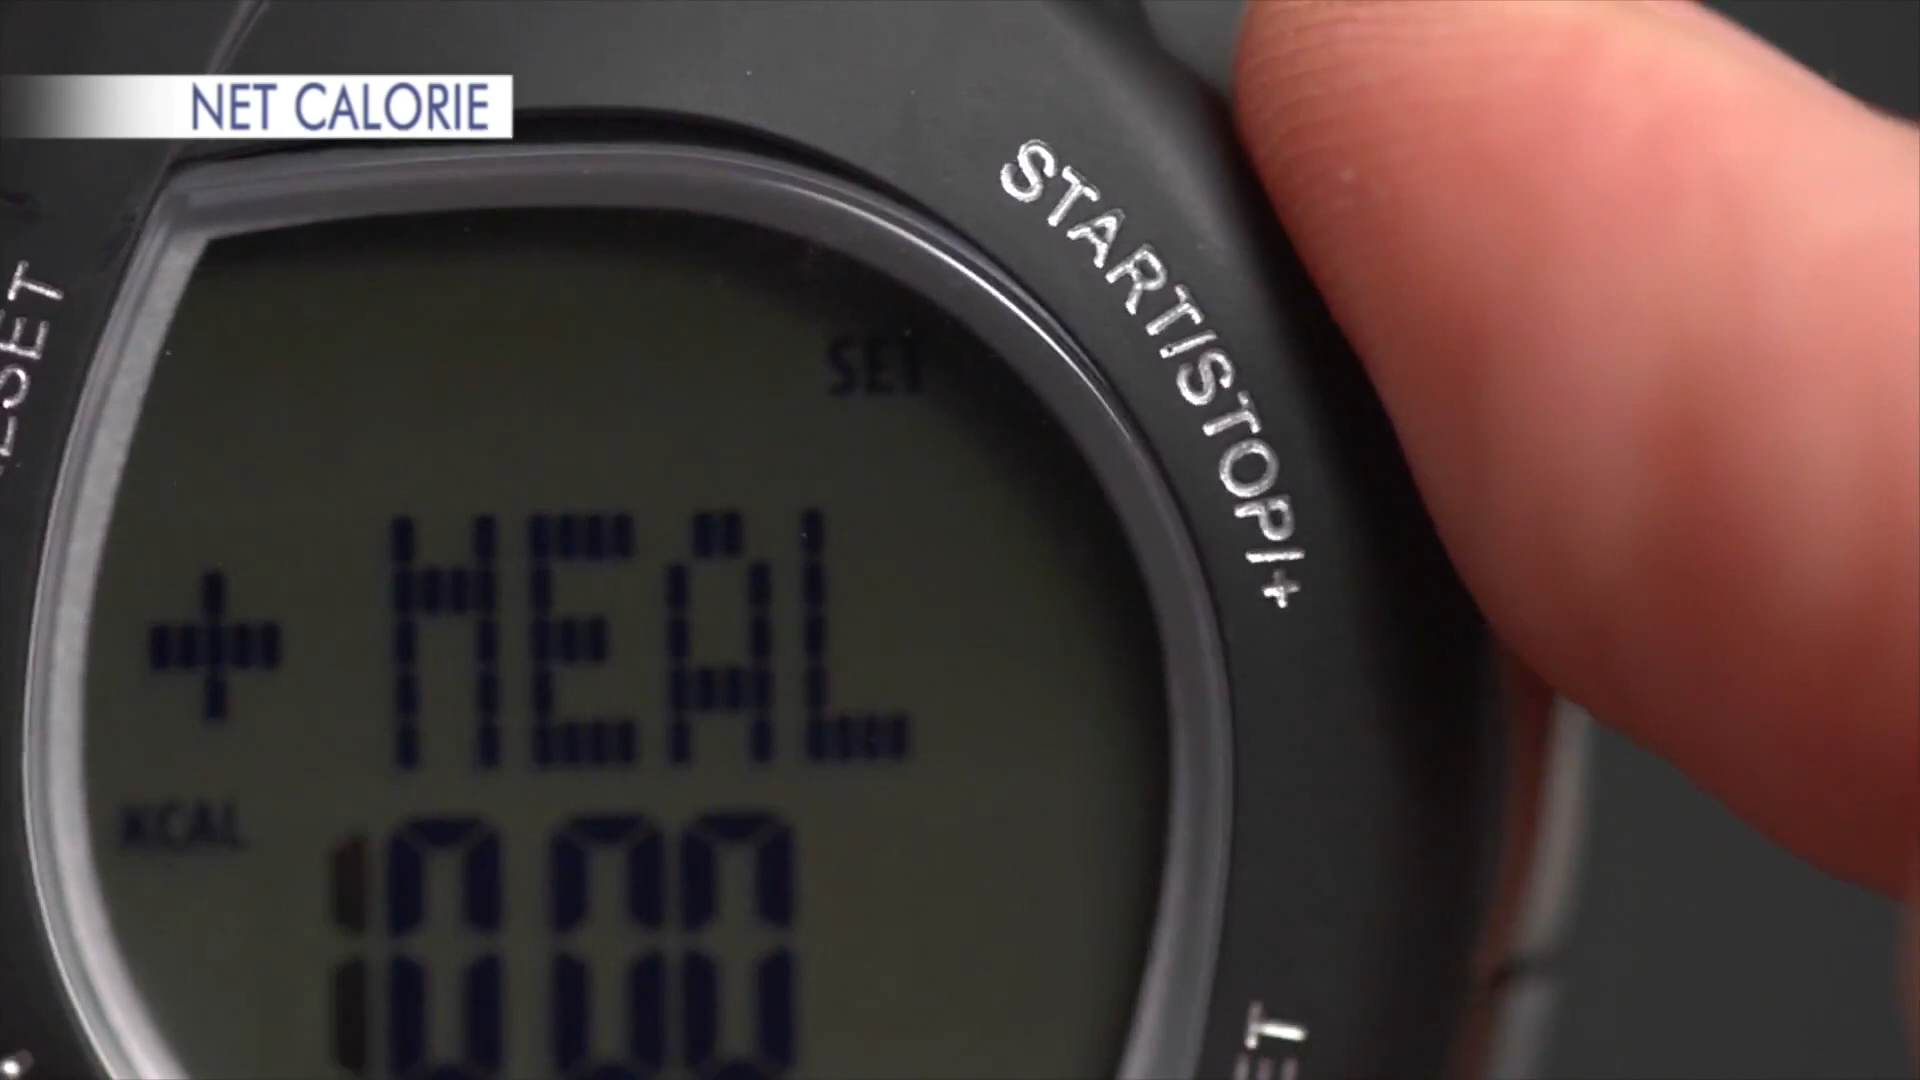 NET CALORIE
START/STOP/+
SET
+ MEAL
KCAL
1000